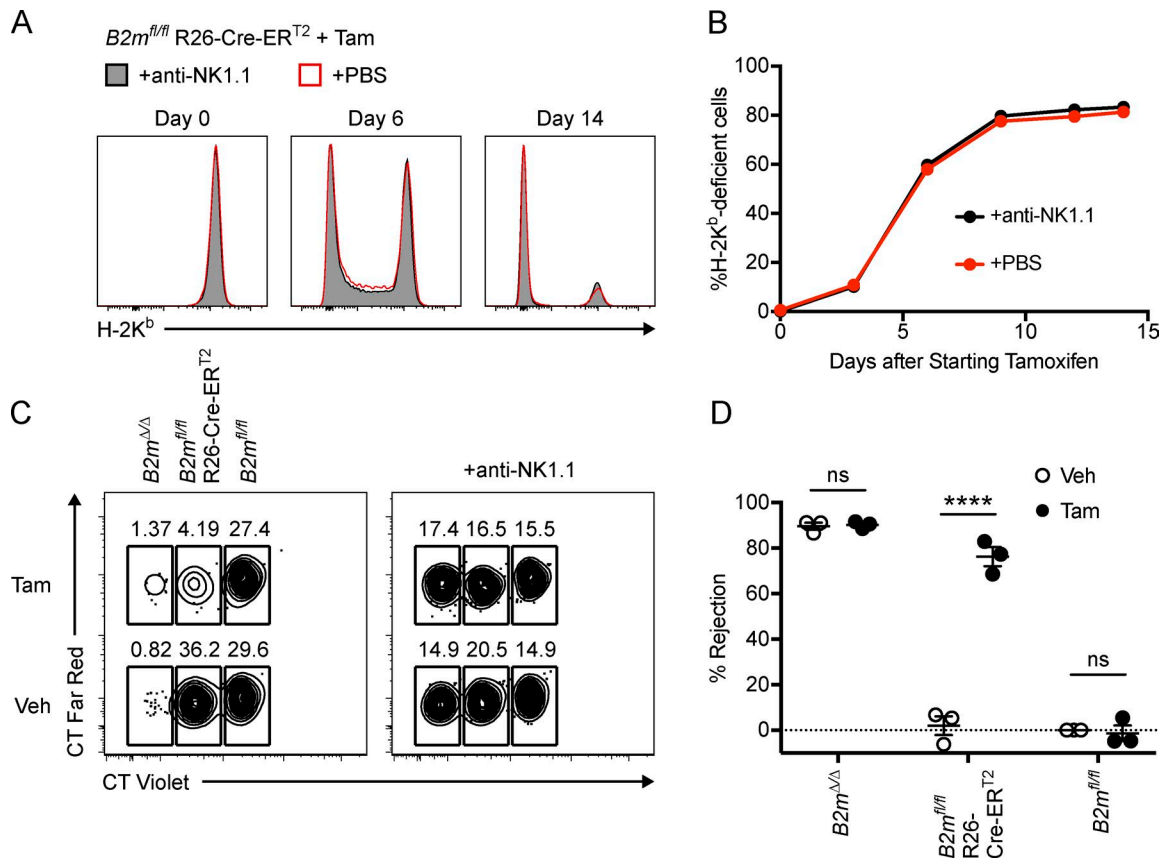 A
B2m^fl/fl R26-Cre-ER^T2 + Tam
+anti-NK1.1
+PBS
Day 0
Day 6
Day 14
H-2K^b
B
100
80
60
40
20
0
%H-2K^b-deficient cells
+anti-NK1.1
+PBS
0
5
10
15
Days after Starting Tamoxifen
C
B2m^Δ/Δ
B2m^fl/fl
R26-Cre-ER^T2
B2m^fl/fl
+anti-NK1.1
Tam
1.37 4.19 27.4
17.4 16.5 15.5
Veh
0.82 36.2 29.6
14.9 20.5 14.9
CT Far Red
CT Violet
D
Veh
Tam
ns
****
ns
100
80
60
40
20
0
% Rejection
B2m^Δ/Δ
B2m^fl/fl
R26-
Cre-ER^T2
B2m^fl/fl